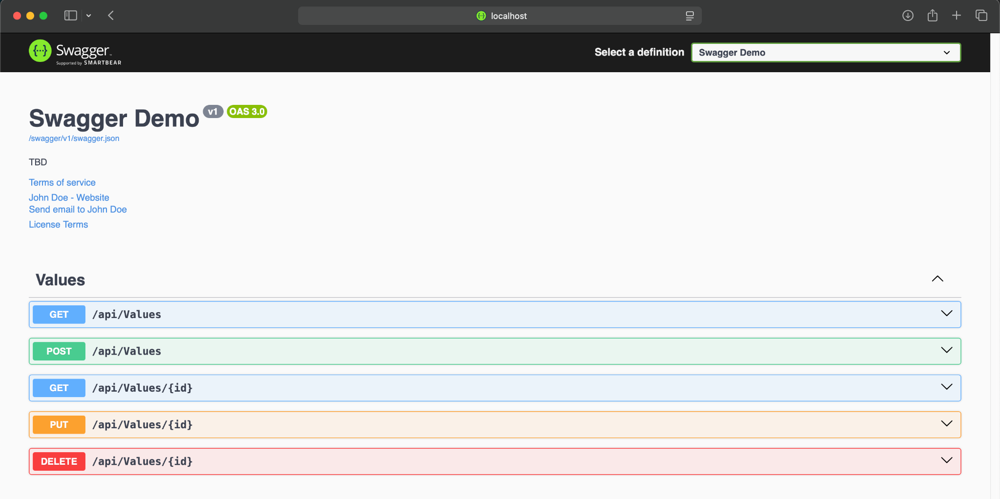 localhost
{···} Swagger™
Supported by SMARTBEAR
Select a definition
Swagger Demo
Swagger Demo v1 OAS 3.0
/swagger/v1/swagger.json
TBD
Terms of service
John Doe - Website
Send email to John Doe
License Terms
Values
GET /api/Values
POST /api/Values
GET /api/Values/{id}
PUT /api/Values/{id}
DELETE /api/Values/{id}